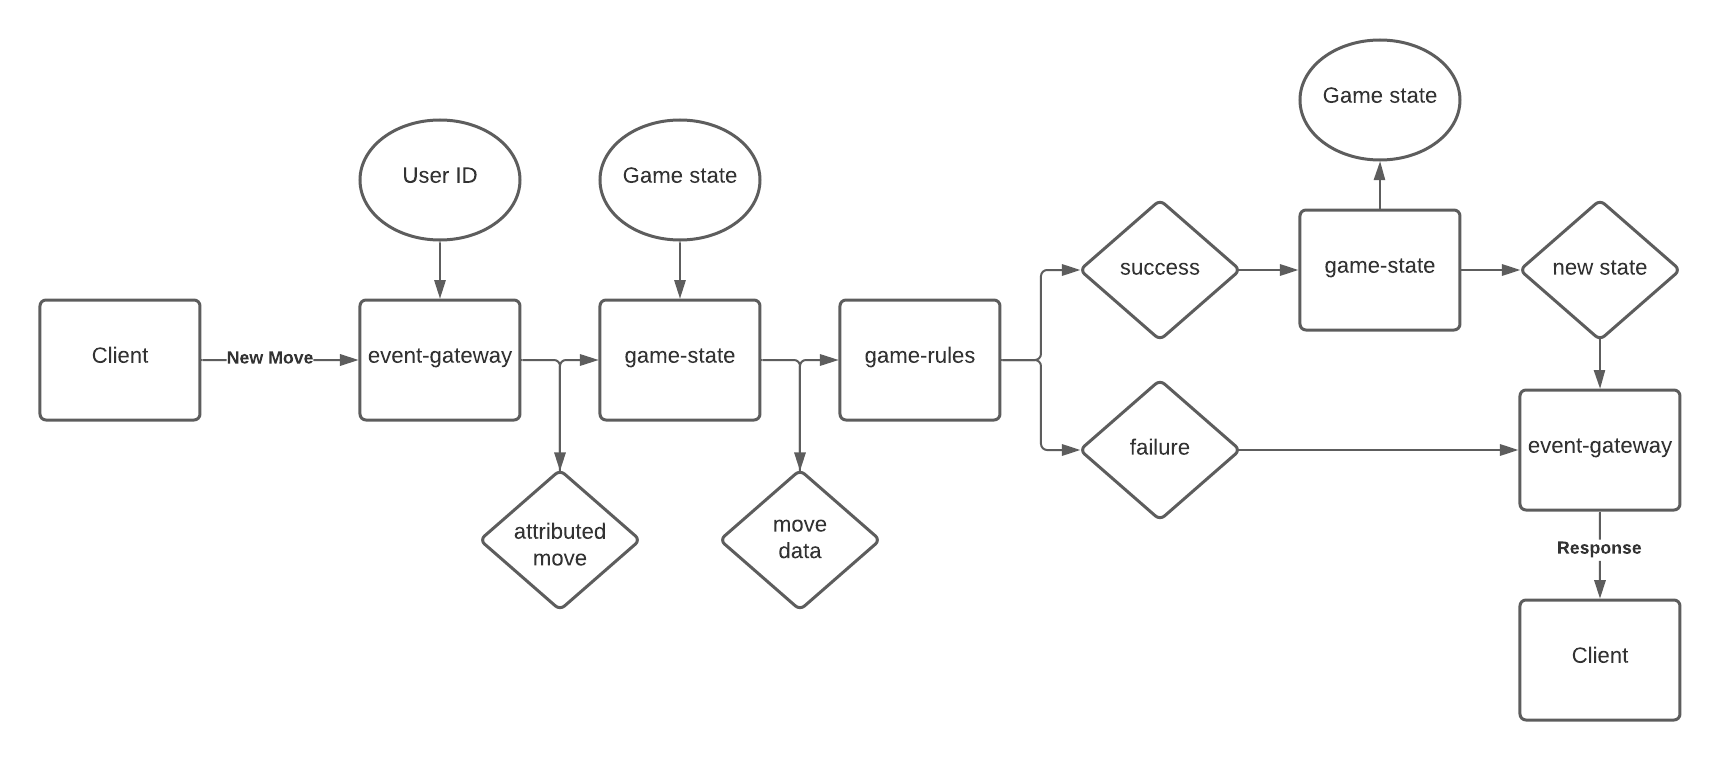 Client
New Move
User ID
event-gateway
attributed
move
Game state
game-state
move
data
game-rules
success
failure
Game state
game-state
new state
event-gateway
Response
Client